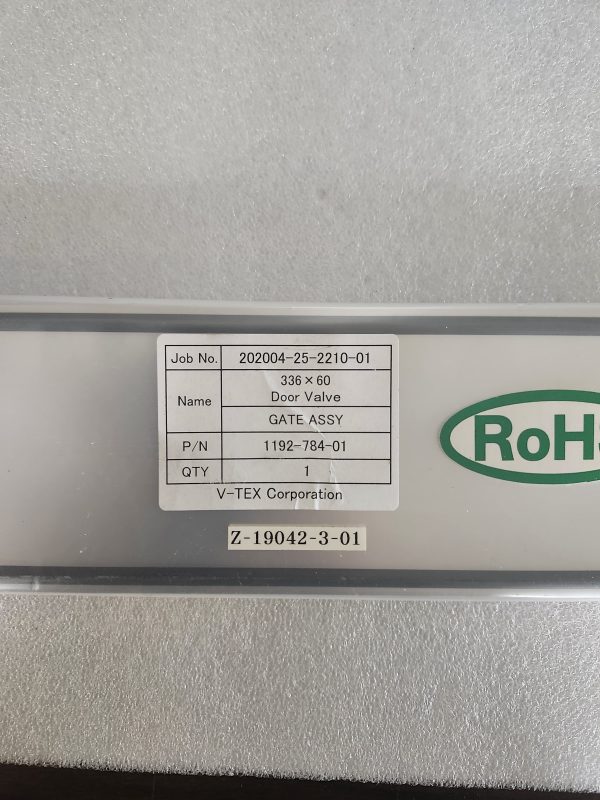 Job No. 202004-25-2210-01
Name 336×60
Door Valve
GATE ASSY
P/N 1192-784-01
QTY 1
V-TEX Corporation
Z-19042-3-01
RoHS